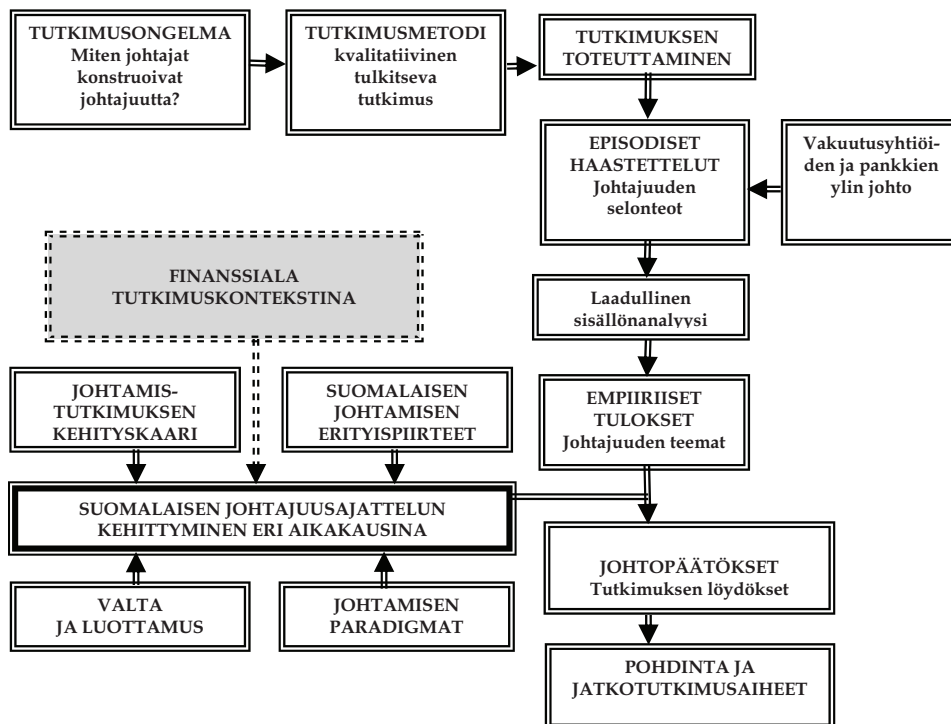 TUTKIMUSONGELMA
Miten johtajat
konstruoivat
johtajuutta?
TUTKIMUSMETODI
kvalitatiivinen
tulkitseva
tutkimus
TUTKIMUKSEN
TOTEUTTAMINEN
EPISODISET
HAASTETTELUT
Johtajuuden
selonteot
Vakuutusyhtiöi-
den ja pankkien
ylin johto
FINANSSIALA
TUTKIMUSKONTEKSTINA
Laadullinen
sisällönanalyysi
JOHTAMIS-
TUTKIMUKSEN
KEHITYSKAARI
SUOMALAISEN
JOHTAMISEN
ERITYISPIIRTEET
EMPIIRISET
TULOKSET
Johtajuuden teemat
SUOMALAISEN JOHTAJUUSAJATTELUN
KEHITTYMINEN ERI AIKAKAUSINA
VALTA
JA LUOTTAMUS
JOHTAMISEN
PARADIGMAT
JOHTOPÄÄTÖKSET
Tutkimuksen löydökset
POHDINTA JA
JATKOTUTKIMUSAIHEET